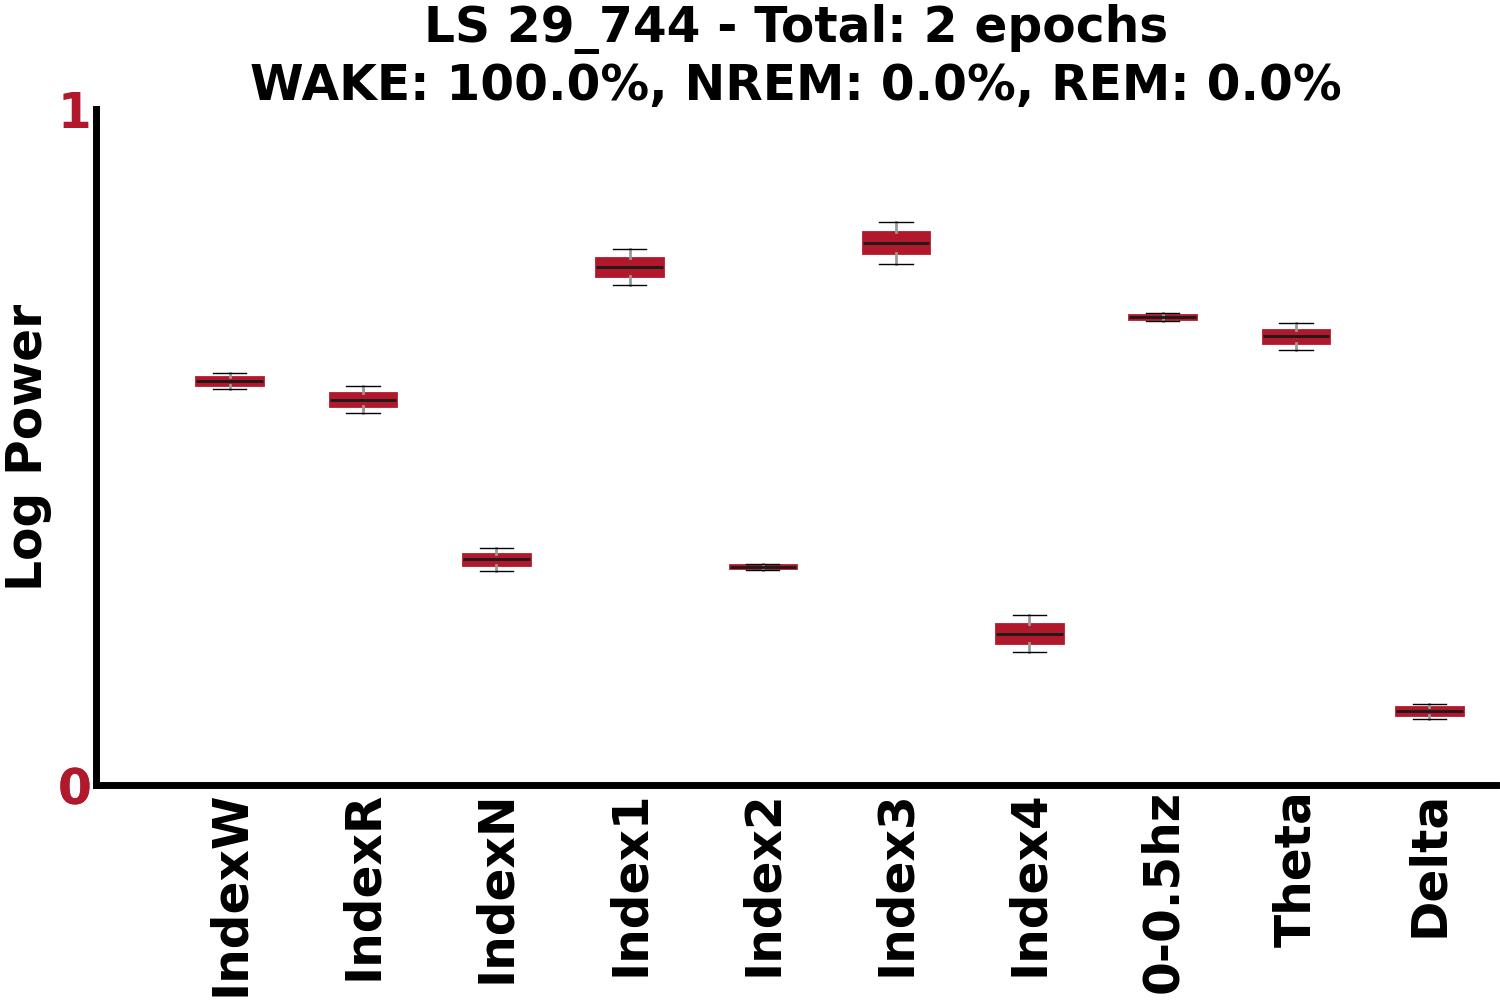 LS 29_744 - Total: 2 epochs
WAKE: 100.0%, NREM: 0.0%, REM: 0.0%
1
Log Power
0
IndexW
IndexR
IndexN
Index1
Index2
Index3
Index4
0-0.5hz
Theta
Delta